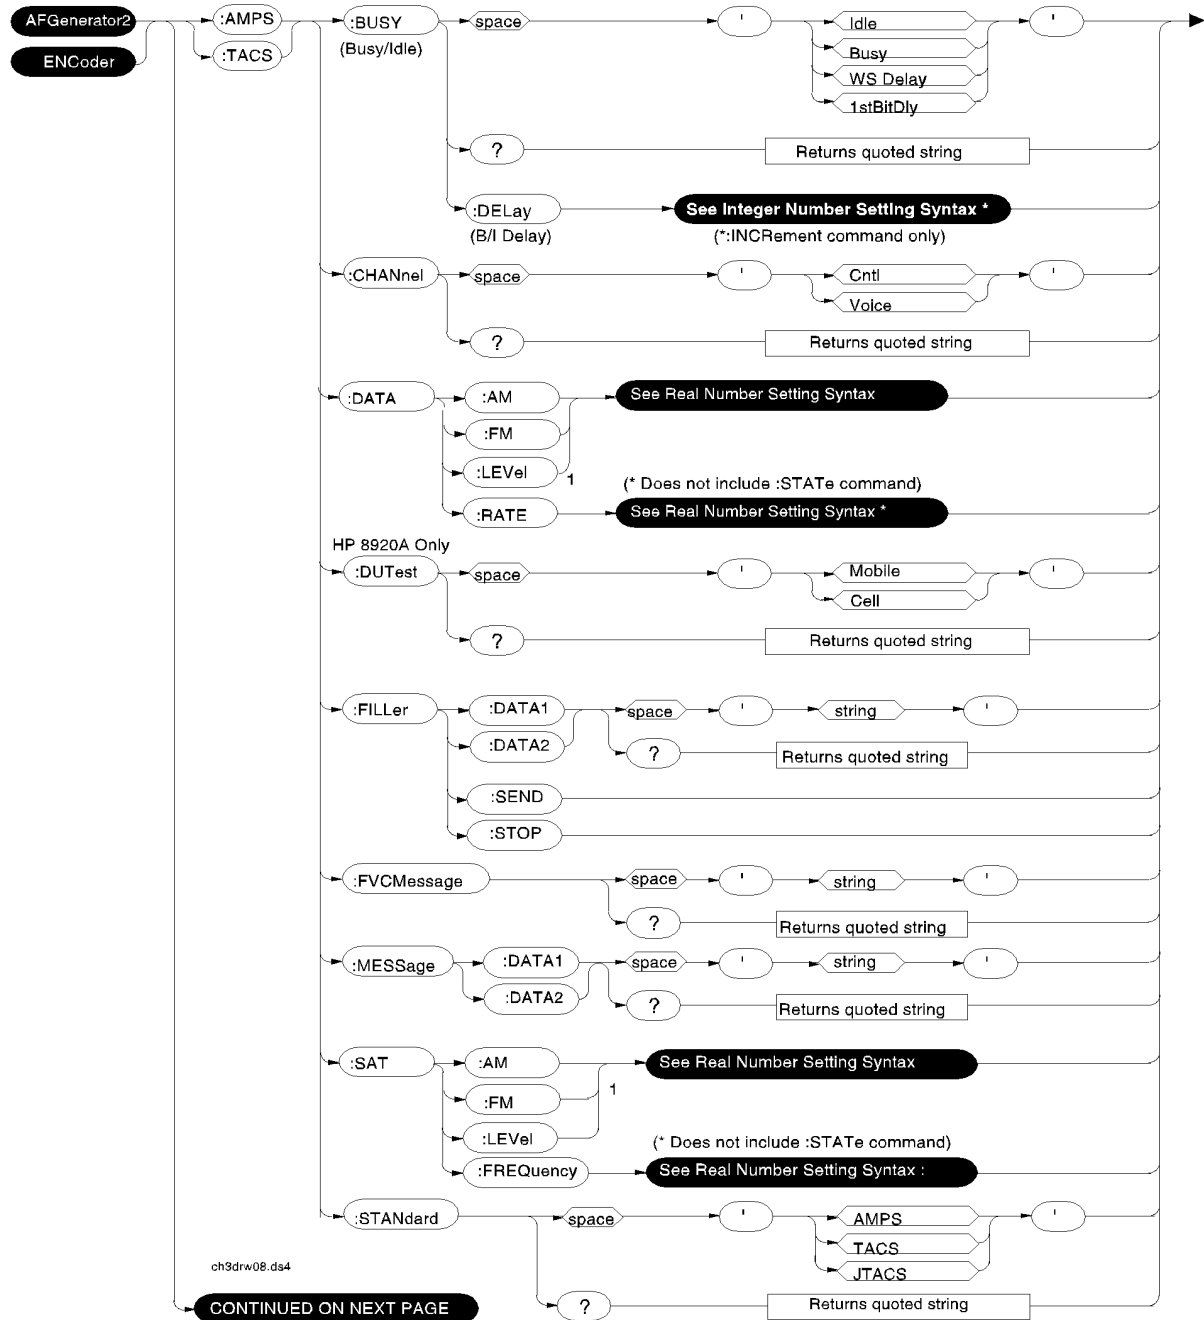 AFGenerator2 :AMPS :BUSY space ' Idle '
ENCoder :TACS (Busy/Idle) Busy
WS Delay
1stBitDly
? Returns quoted string
:DELay See Integer Number Setting Syntax *
(B/I Delay) (*:INCRement command only)
:CHANnel space ' Cntl '
Voice
? Returns quoted string
:DATA :AM See Real Number Setting Syntax
:FM
:LEVel 1
(* Does not include :STATe command)
:RATE See Real Number Setting Syntax *
HP 8920A Only
:DUTest space ' Mobile '
Cell
? Returns quoted string
:FILLer :DATA1 space ' string '
:DATA2 ? Returns quoted string
:SEND
:STOP
:FVCMessage space ' string '
? Returns quoted string
:MESSage :DATA1 space ' string '
:DATA2 ? Returns quoted string
:SAT :AM See Real Number Setting Syntax
:FM 1
:LEVel (* Does not include :STATe command)
:FREQuency See Real Number Setting Syntax :
:STANdard space ' AMPS '
TACS
JTACS
ch3drw08.ds4
CONTINUED ON NEXT PAGE ? Returns quoted string